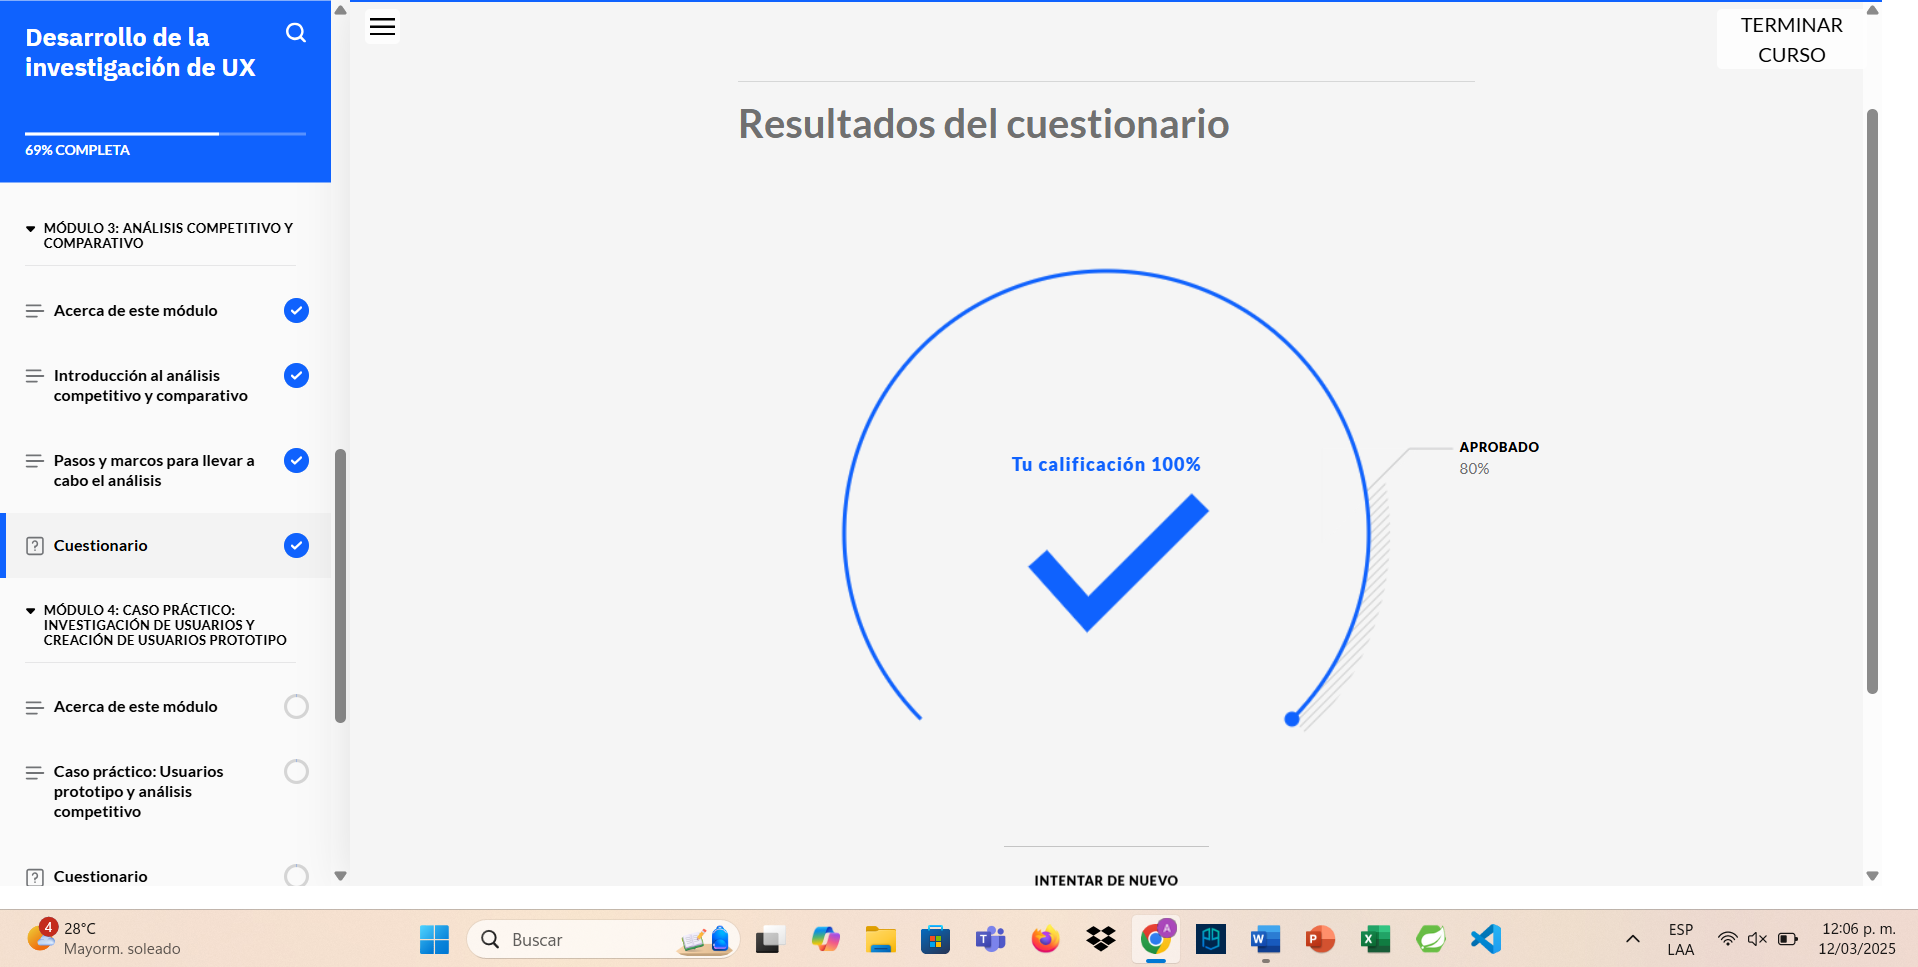 Desarrollo de la
investigación de UX
69% COMPLETA
MÓDULO 3: ANÁLISIS COMPETITIVO Y
COMPARATIVO
Acerca de este módulo
Introducción al análisis
competitivo y comparativo
Pasos y marcos para llevar a
cabo el análisis
Cuestionario
MÓDULO 4: CASO PRÁCTICO:
INVESTIGACIÓN DE USUARIOS Y
CREACIÓN DE USUARIOS PROTOTIPO
Acerca de este módulo
Caso práctico: Usuarios
prototipo y análisis
competitivo
Cuestionario
TERMINAR
CURSO
Resultados del cuestionario
Tu calificación 100%
APROBADO
80%
INTENTAR DE NUEVO
4
28°C
Mayorm. soleado
Buscar
A
ESP
LAA
12:06 p. m.
12/03/2025